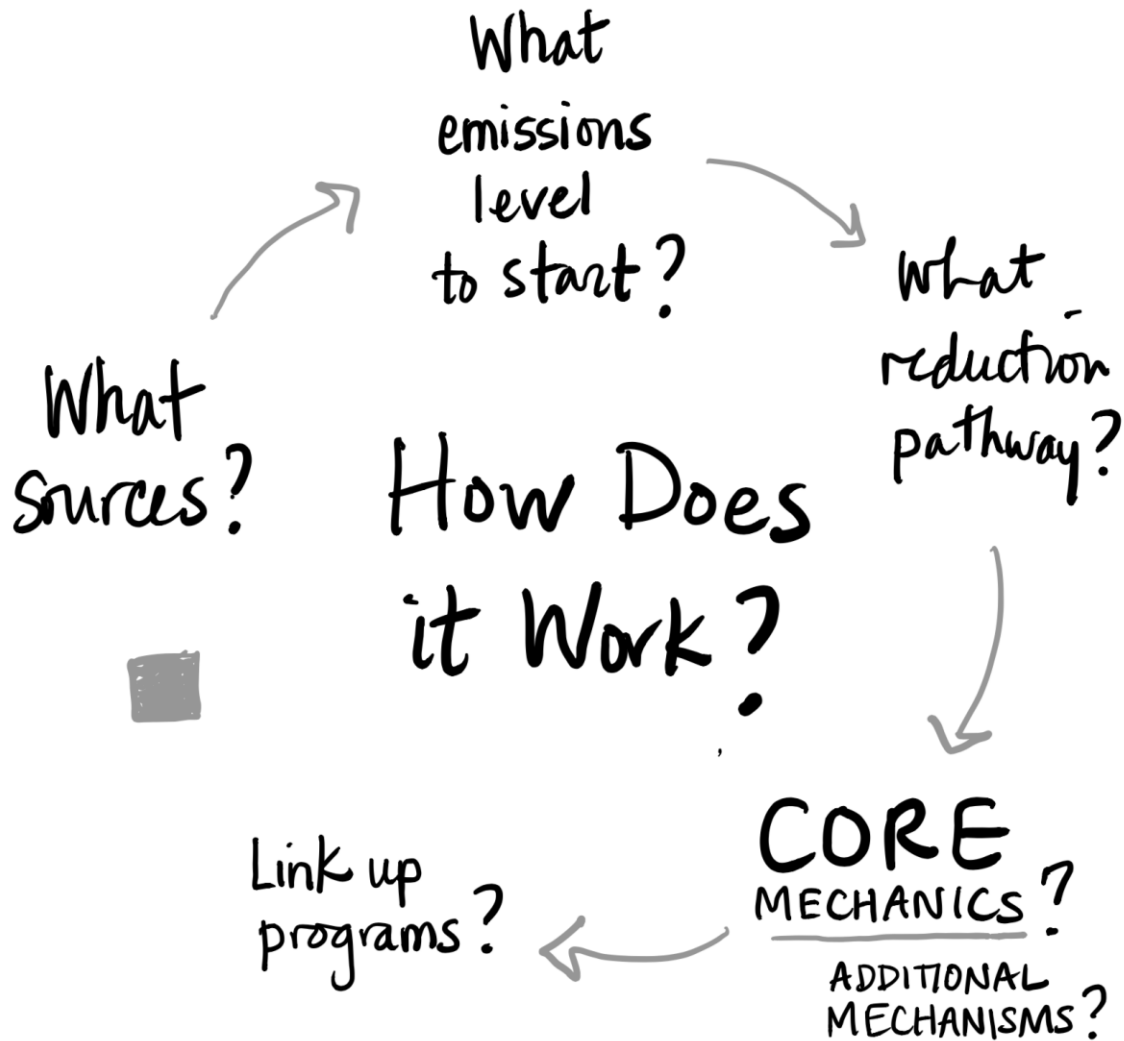 What
emissions
level
to start?
What
reduction
pathway?
What
sources?
How Does
it Work?
CORE
MECHANICS?
ADDITIONAL
MECHANISMS?
Link up
programs?